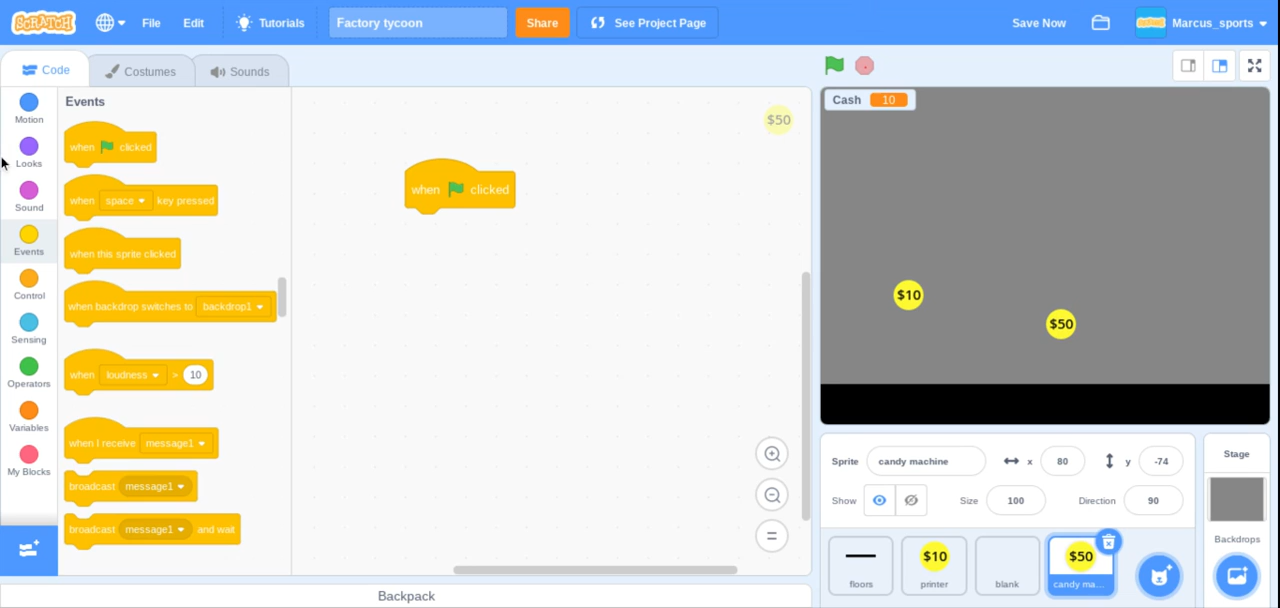 SCRATCH
File
Edit
Tutorials
Factory tycoon
Share
See Project Page
Save Now
Marcus_sports
Code
Costumes
Sounds
Motion
Looks
Sound
Events
Control
Sensing
Operators
Variables
My Blocks
Events
when clicked
when space key pressed
when this sprite clicked
when backdrop switches to backdrop1
when loudness > 10
when I receive message1
broadcast message1
broadcast message1 and wait
when clicked
$50
Backpack
Cash 10
$10
$50
Sprite candy machine x 80 y -74
Show Size 100 Direction 90
floors
$10
printer
blank
$50
candy ma...
Stage
Backdrops